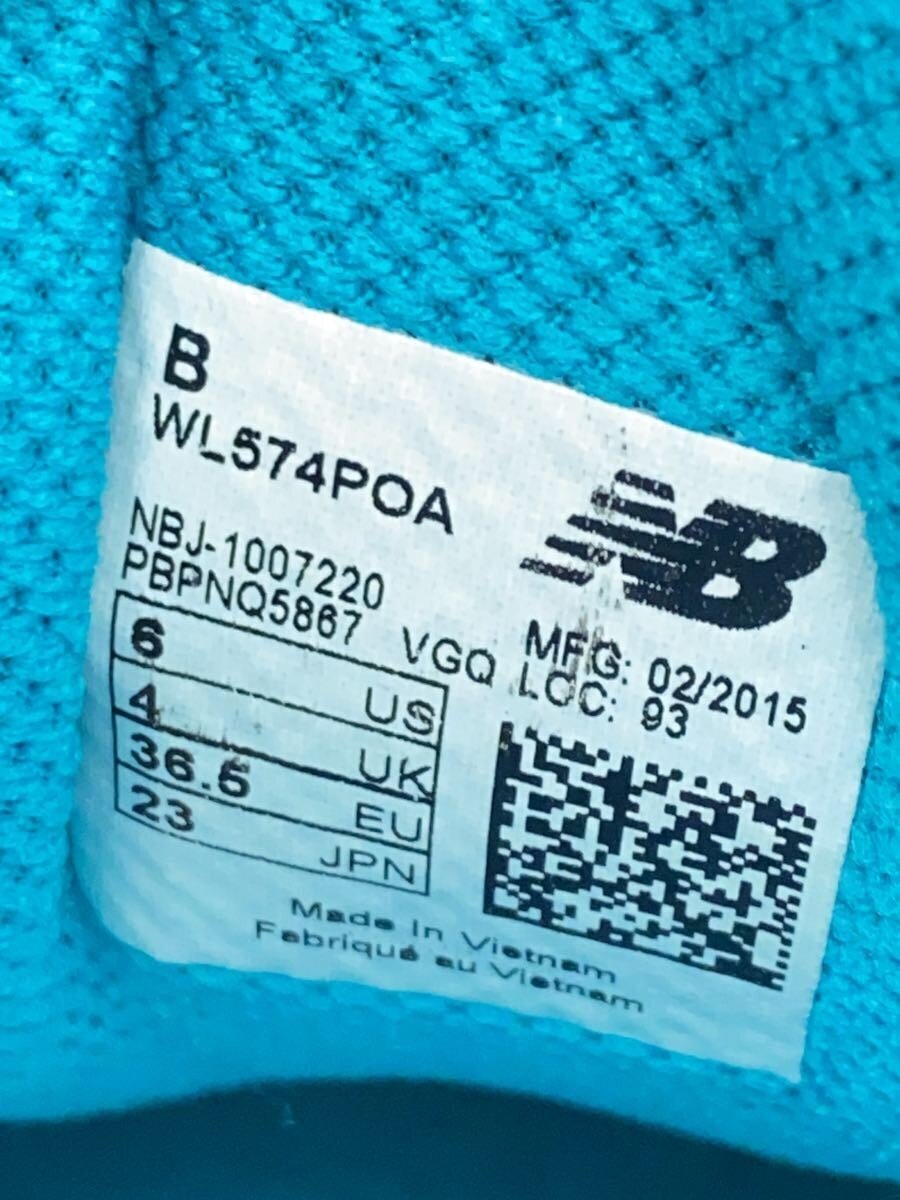 B
WL574POA
NB
NBJ-1007220
PBPNQ5867 VGQ
MFG: 02/2015
LOC: 93
6 US
4 UK
36.5 EU
23 JPN
Made in Vietnam
Fabriqué au Vietnam